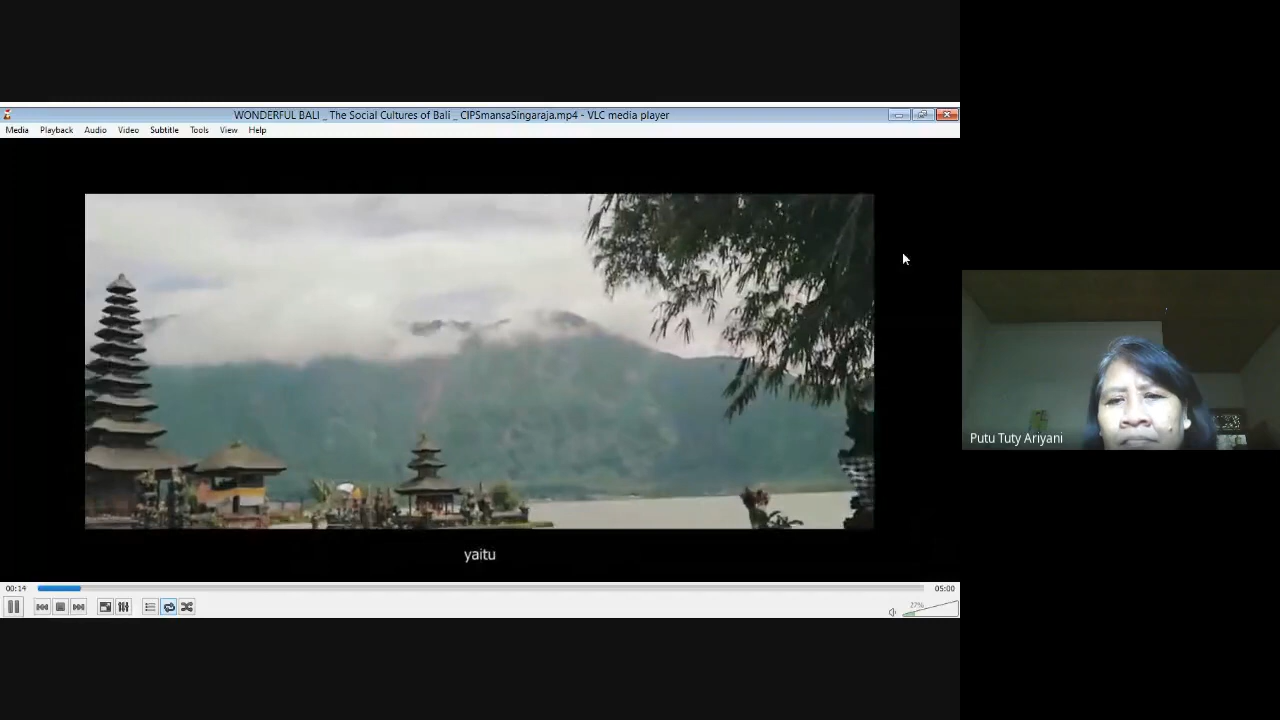 WONDERFUL BALI _ The Social Cultures of Bali _ CIPSmansaSingaraja.mp4 - VLC media player
Media Playback Audio Video Subtitle Tools View Help
Putu Tuty Ariyani
yaitu
00:14
05:00
27%